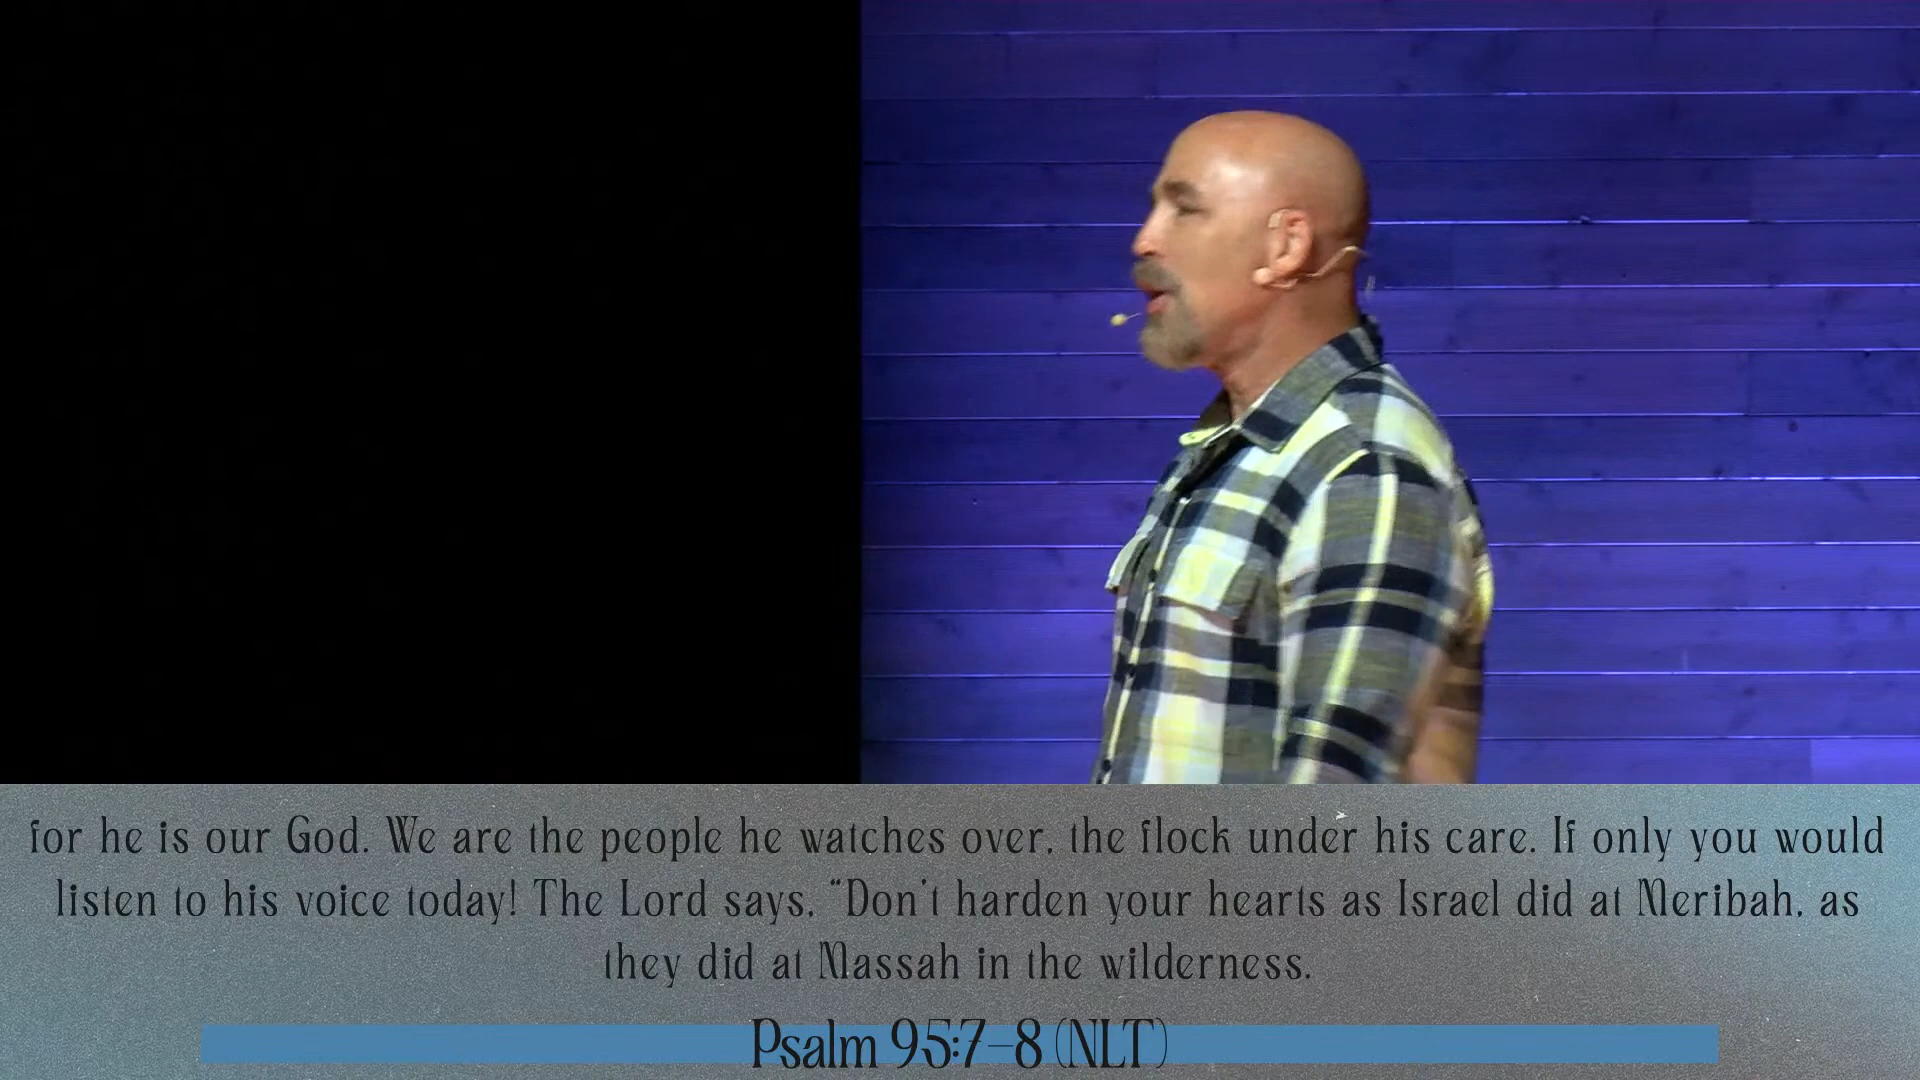 for he is our God. We are the people he watches over, the flock under his care. If only you would
listen to his voice today! The Lord says, “Don’t harden your hearts as Israel did at Meribah, as
they did at Massah in the wilderness.
Psalm 95:7–8 (NLT)